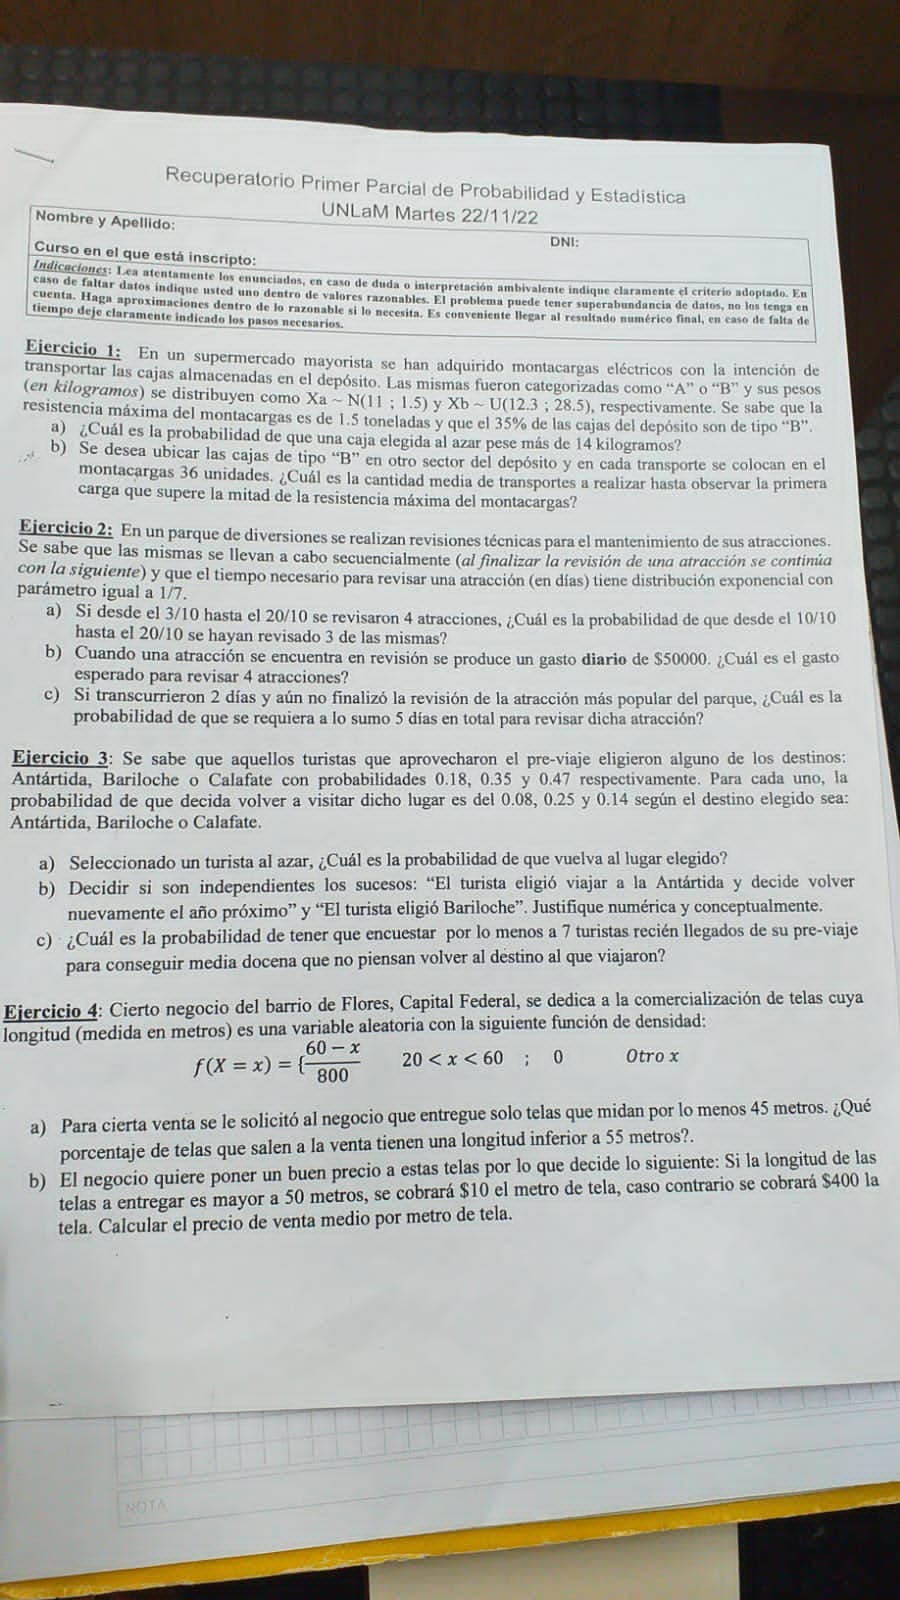 Recuperatorio Primer Parcial de Probabilidad y Estadística
UNLaM Martes 22/11/22
Nombre y Apellido:
DNI:
Curso en el que está inscripto:
Indicaciones: Lea atentamente los enunciados, en caso de duda o interpretación ambivalente indique claramente el criterio adoptado. En
caso de faltar datos indique usted uno dentro de valores razonables. El problema puede tener superabundancia de datos, no los tenga en
cuenta. Haga aproximaciones dentro de lo razonable si lo necesita. Es conveniente llegar al resultado numérico final, en caso de falta de
tiempo deje claramente indicado los pasos necesarios.
Ejercicio 1: En un supermercado mayorista se han adquirido montacargas eléctricos con la intención de
transportar las cajas almacenadas en el depósito. Las mismas fueron categorizadas como “A” o “B” y sus pesos
(en kilogramos) se distribuyen como Xa ~ N(11 ; 1.5) y Xb ~ U(12.3 ; 28.5), respectivamente. Se sabe que la
resistencia máxima del montacargas es de 1.5 toneladas y que el 35% de las cajas del depósito son de tipo “B”.
a) ¿Cuál es la probabilidad de que una caja elegida al azar pese más de 14 kilogramos?
b) Se desea ubicar las cajas de tipo “B” en otro sector del depósito y en cada transporte se colocan en el
montacargas 36 unidades. ¿Cuál es la cantidad media de transportes a realizar hasta observar la primera
carga que supere la mitad de la resistencia máxima del montacargas?
Ejercicio 2: En un parque de diversiones se realizan revisiones técnicas para el mantenimiento de sus atracciones.
Se sabe que las mismas se llevan a cabo secuencialmente (al finalizar la revisión de una atracción se continúa
con la siguiente) y que el tiempo necesario para revisar una atracción (en días) tiene distribución exponencial con
parámetro igual a 1/7.
a) Si desde el 3/10 hasta el 20/10 se revisaron 4 atracciones, ¿Cuál es la probabilidad de que desde el 10/10
hasta el 20/10 se hayan revisado 3 de las mismas?
b) Cuando una atracción se encuentra en revisión se produce un gasto diario de $50000. ¿Cuál es el gasto
esperado para revisar 4 atracciones?
c) Si transcurrieron 2 días y aún no finalizó la revisión de la atracción más popular del parque, ¿Cuál es la
probabilidad de que se requiera a lo sumo 5 días en total para revisar dicha atracción?
Ejercicio 3: Se sabe que aquellos turistas que aprovecharon el pre-viaje eligieron alguno de los destinos:
Antártida, Bariloche o Calafate con probabilidades 0.18, 0.35 y 0.47 respectivamente. Para cada uno, la
probabilidad de que decida volver a visitar dicho lugar es del 0.08, 0.25 y 0.14 según el destino elegido sea:
Antártida, Bariloche o Calafate.
a) Seleccionado un turista al azar, ¿Cuál es la probabilidad de que vuelva al lugar elegido?
b) Decidir si son independientes los sucesos: “El turista eligió viajar a la Antártida y decide volver
nuevamente el año próximo” y “El turista eligió Bariloche”. Justifique numérica y conceptualmente.
c) ¿Cuál es la probabilidad de tener que encuestar por lo menos a 7 turistas recién llegados de su pre-viaje
para conseguir media docena que no piensan volver al destino al que viajaron?
Ejercicio 4: Cierto negocio del barrio de Flores, Capital Federal, se dedica a la comercialización de telas cuya
longitud (medida en metros) es una variable aleatoria con la siguiente función de densidad:
f(X = x) = {60 − x / 800 20 < x < 60 ; 0 Otro x
a) Para cierta venta se le solicitó al negocio que entregue solo telas que midan por lo menos 45 metros. ¿Qué
porcentaje de telas que salen a la venta tienen una longitud inferior a 55 metros?.
b) El negocio quiere poner un buen precio a estas telas por lo que decide lo siguiente: Si la longitud de las
telas a entregar es mayor a 50 metros, se cobrará $10 el metro de tela, caso contrario se cobrará $400 la
tela. Calcular el precio de venta medio por metro de tela.
NOTA